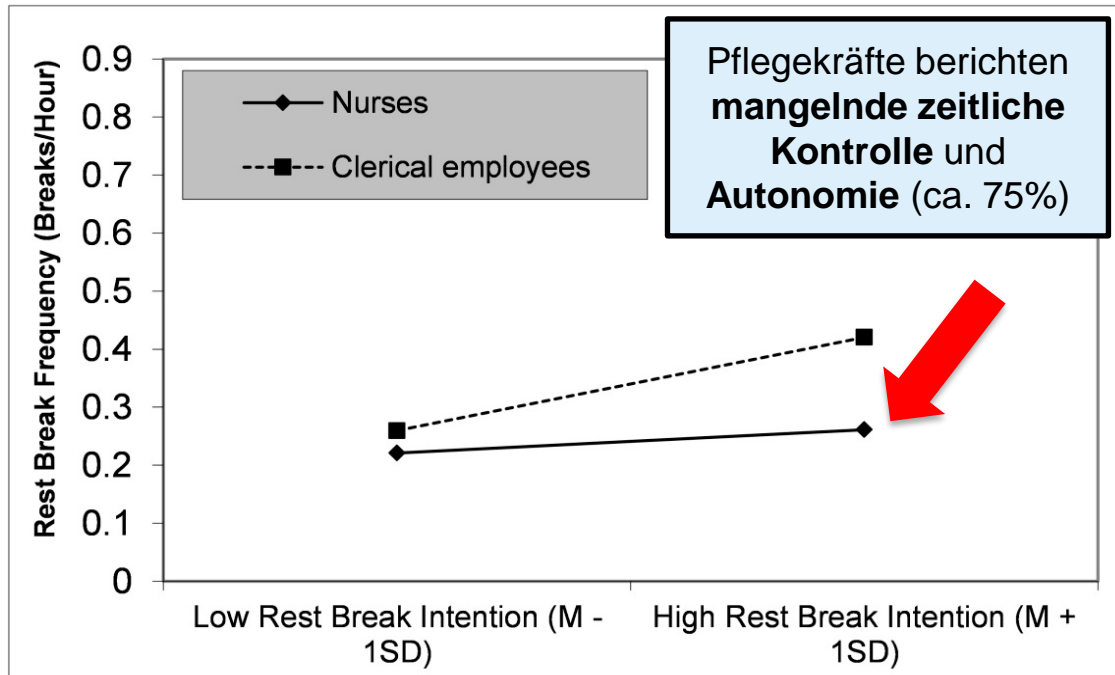 Pflegekräfte berichten
mangelnde zeitliche
Kontrolle und
Autonomie (ca. 75%)
Rest Break Frequency (Breaks/Hour)
0.9
0.8
0.7
0.6
0.5
0.4
0.3
0.2
0.1
0
Nurses
Clerical employees
Low Rest Break Intention (M -
1SD)
High Rest Break Intention (M +
1SD)